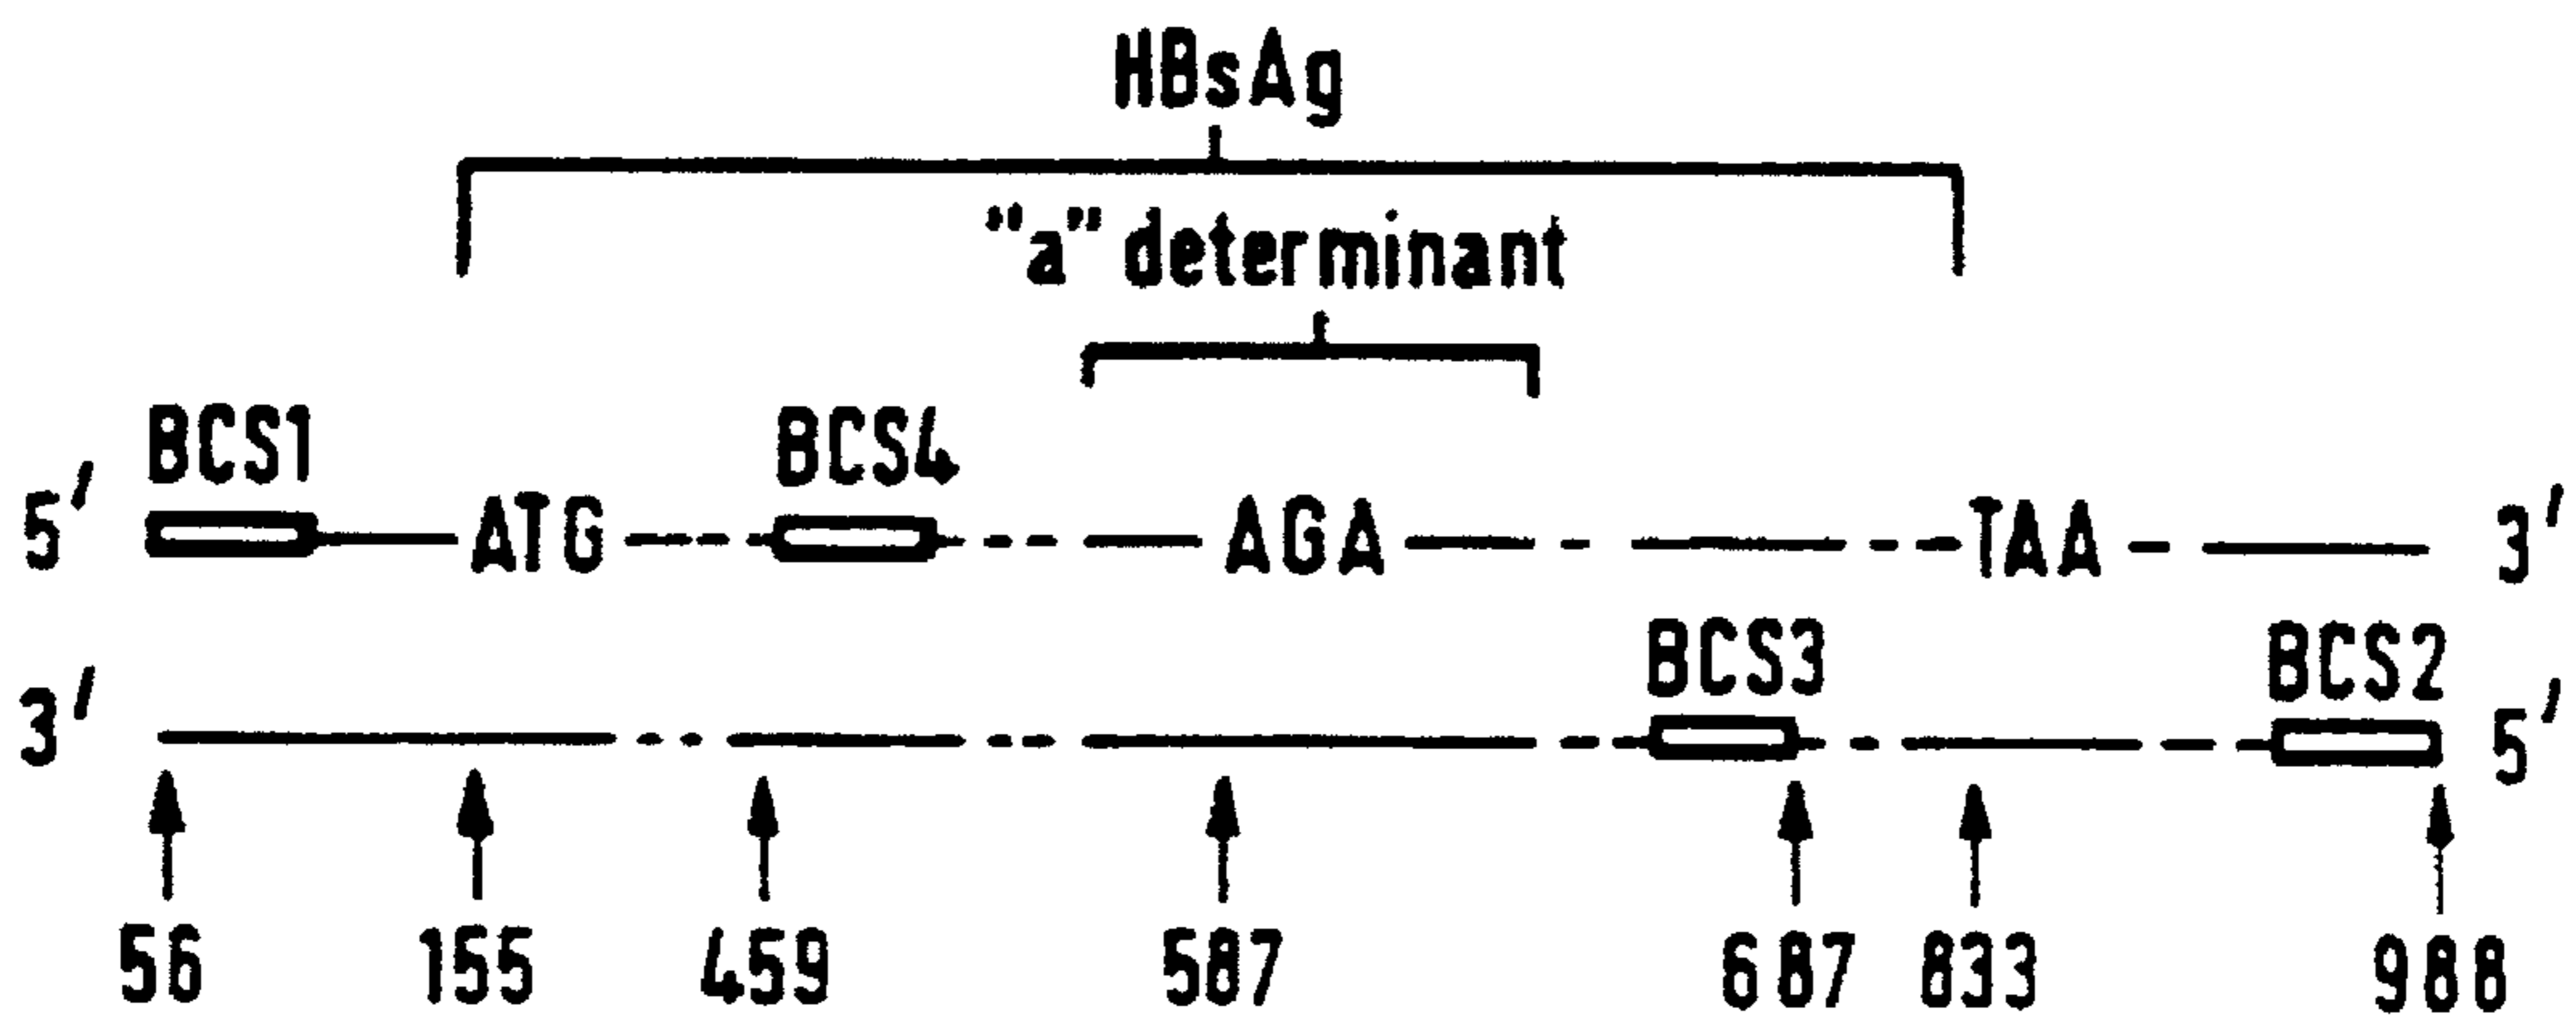 HBsAg
"a" determinant
BCS1 BCS4
5' ATG AGA TAA 3'
BCS3 BCS2
3' 5'
56 155 459 587 687 833 988